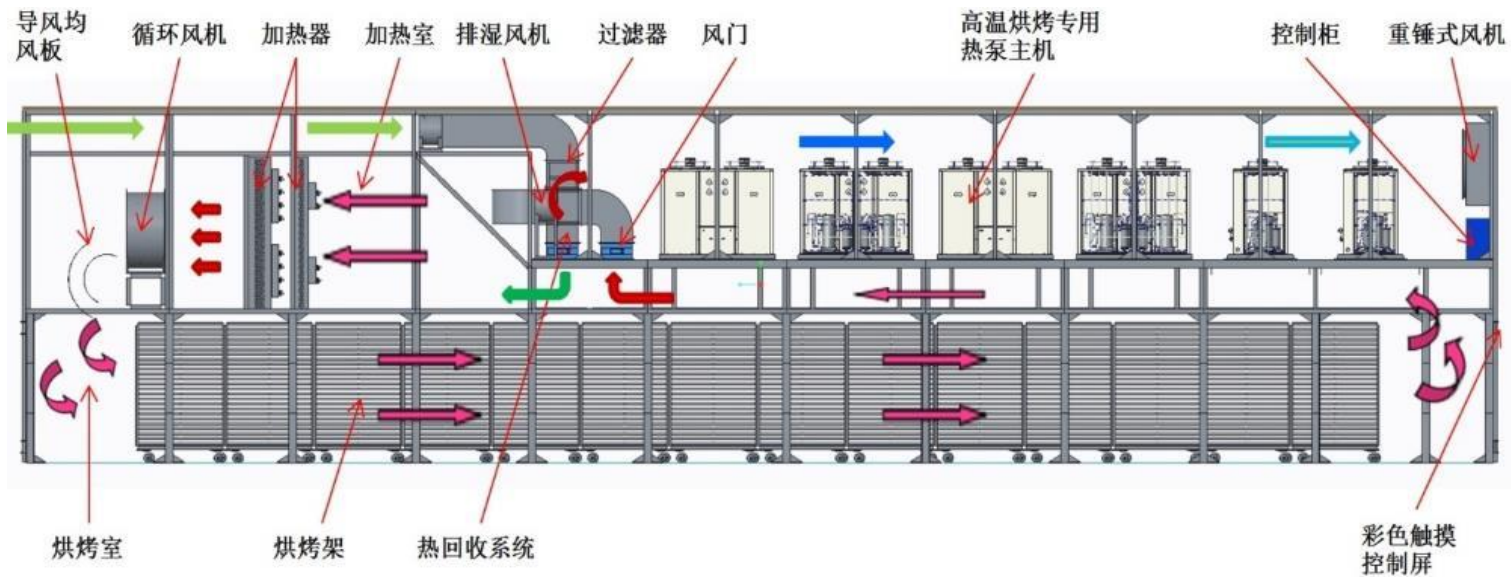 导风均
风板
循环风机
加热器
加热室
排湿风机
过滤器
风门
高温烘烤专用
热泵主机
控制柜
重锤式风机
烘烤室
烘烤架
热回收系统
彩色触摸
控制屏